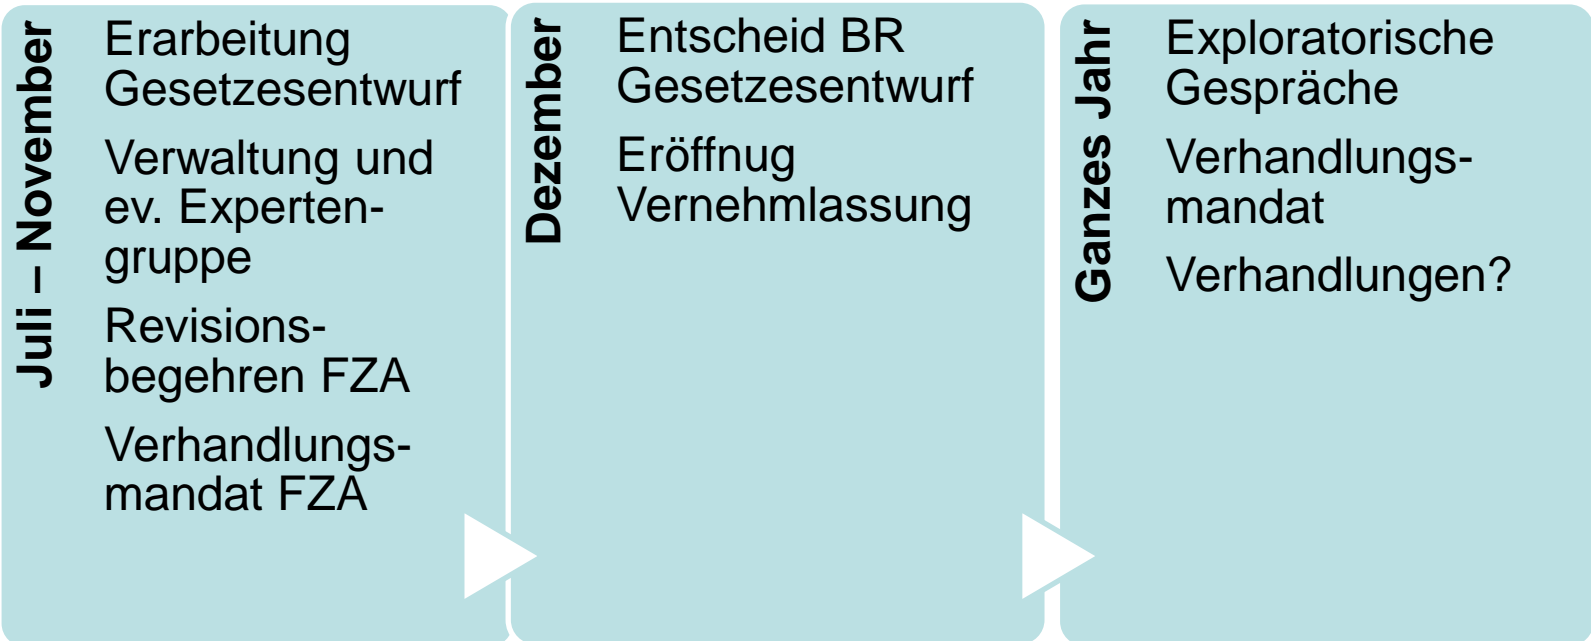 Juli – November
Erarbeitung
Gesetzesentwurf
Verwaltung und
ev. Experten-
gruppe
Revisions-
begehren FZA
Verhandlungs-
mandat FZA
Dezember
Entscheid BR
Gesetzesentwurf
Eröffnug
Vernehmlassung
Ganzes Jahr
Exploratorische
Gespräche
Verhandlungs-
mandat
Verhandlungen?